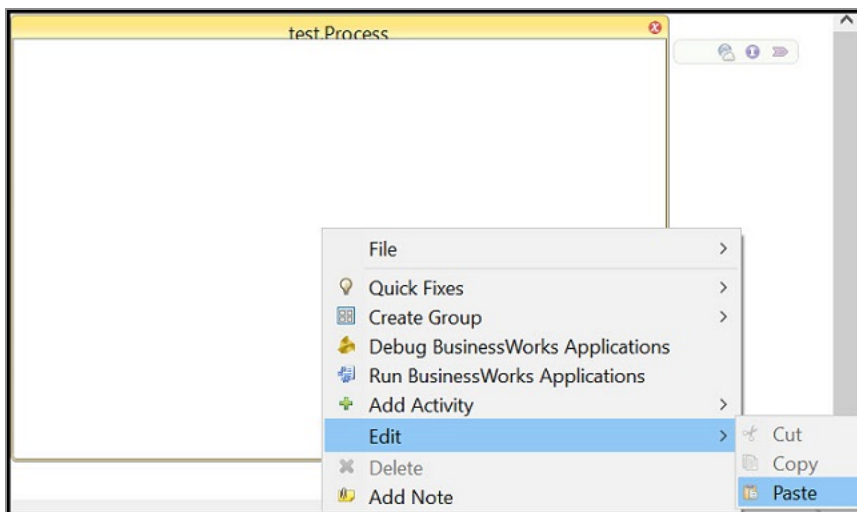 test.Process
File
Quick Fixes
Create Group
Debug BusinessWorks Applications
Run BusinessWorks Applications
Add Activity
Edit
Cut
Delete
Copy
Add Note
Paste